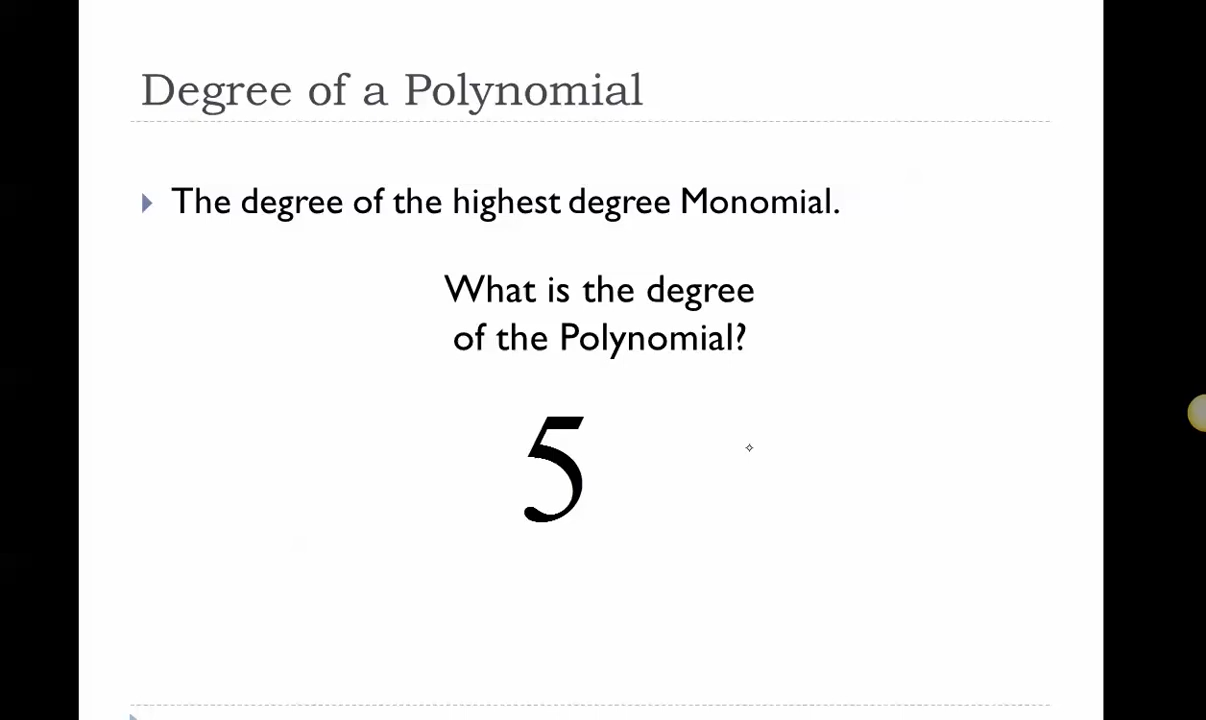 Degree of a Polynomial
The degree of the highest degree Monomial.
What is the degree
of the Polynomial?
5